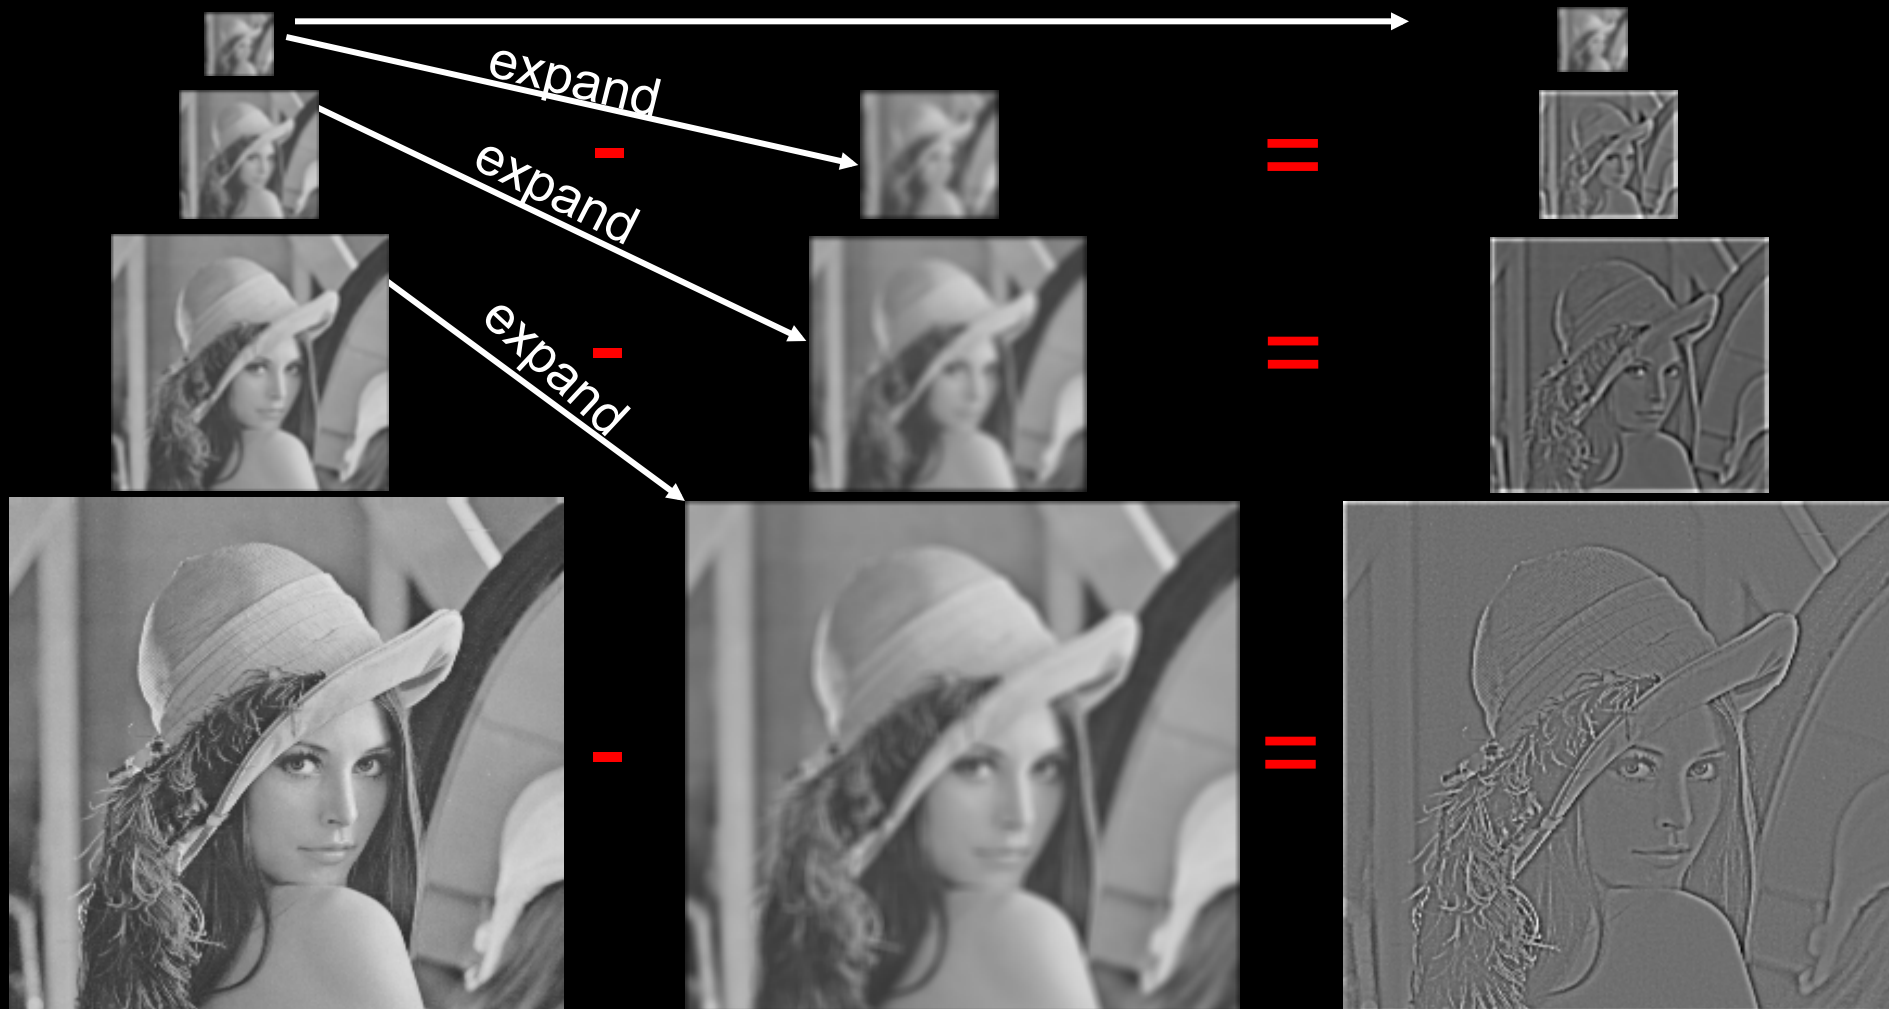 expand
expand
-
=
expand
-
=
-
=